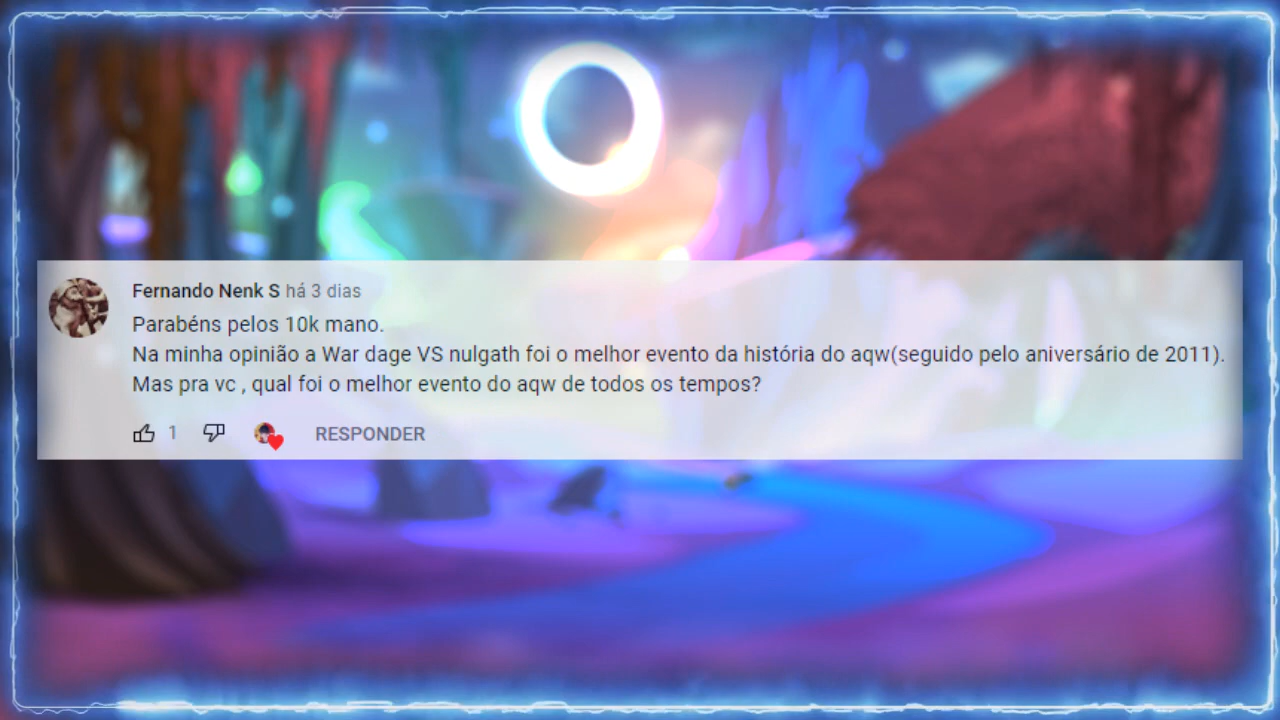 Fernando Nenk S há 3 dias
Parabéns pelos 10k mano.
Na minha opinião a War dage VS nulgath foi o melhor evento da história do aqw(seguido pelo aniversário de 2011).
Mas pra vc , qual foi o melhor evento do aqw de todos os tempos?
1 RESPONDER